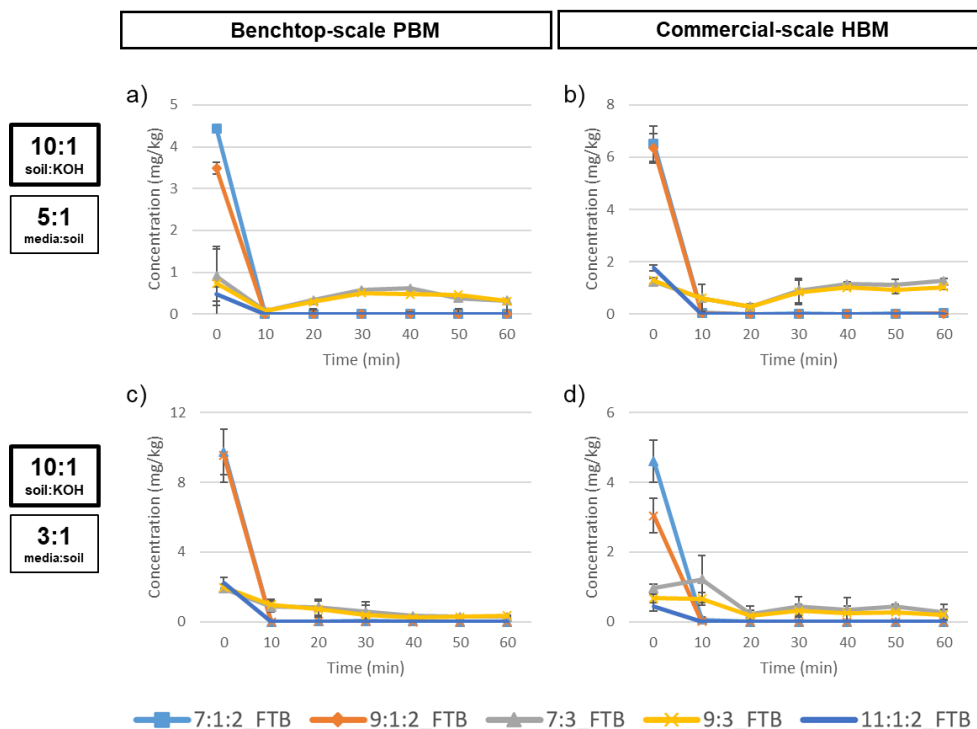 Benchtop-scale PBM
Commercial-scale HBM
10:1
soil:KOH
5:1
media:soil
a)
Concentration (mg/kg)
5
4
3
2
1
0
0 10 20 30 40 50 60
Time (min)
b)
Concentration (mg/kg)
8
6
4
2
0
0 10 20 30 40 50 60
Time (min)
10:1
soil:KOH
3:1
media:soil
c)
Concentration (mg/kg)
12
8
4
0
0 10 20 30 40 50 60
Time (min)
d)
Concentration (mg/kg)
6
4
2
0
0 10 20 30 40 50 60
Time (min)
7:1:2_FTB 9:1:2_FTB 7:3_FTB 9:3_FTB 11:1:2_FTB